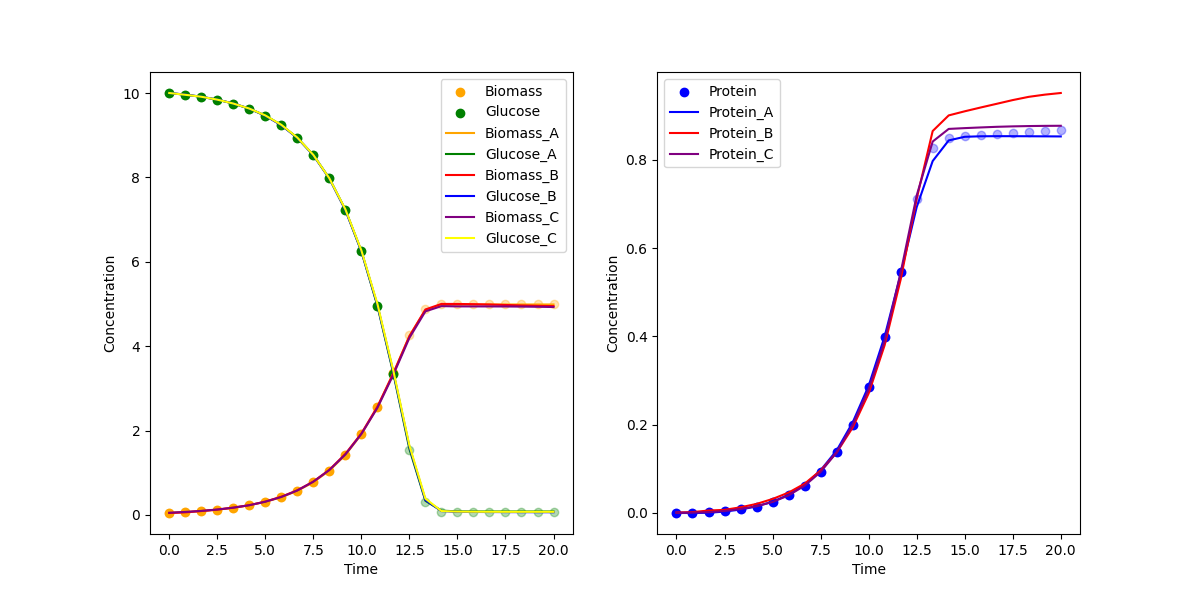 10
8
6
4
2
0
Concentration
0.0 2.5 5.0 7.5 10.0 12.5 15.0 17.5 20.0
Time
Biomass
Glucose
Biomass_A
Glucose_A
Biomass_B
Glucose_B
Biomass_C
Glucose_C
0.8
0.6
0.4
0.2
0.0
Concentration
0.0 2.5 5.0 7.5 10.0 12.5 15.0 17.5 20.0
Time
Protein
Protein_A
Protein_B
Protein_C